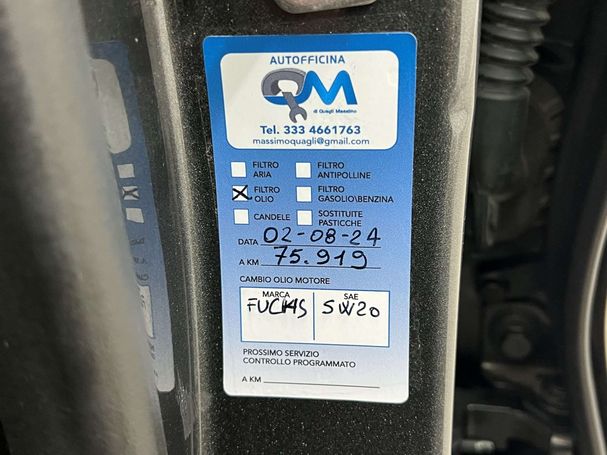 AUTOFFICINA
QM
di Quagli Massimo
Tel. 333 4661763
massimoquagli@gmail.com
FILTRO ARIA
FILTRO ANTIPOLLINE
FILTRO OLIO
FILTRO GASOLIO\BENZINA
CANDELE
SOSTITUITE PASTICCHE
DATA 02-08-24
A KM 75.919
CAMBIO OLIO MOTORE
MARCA SAE
FUCHS 5W20
PROSSIMO SERVIZIO
CONTROLLO PROGRAMMATO
A KM